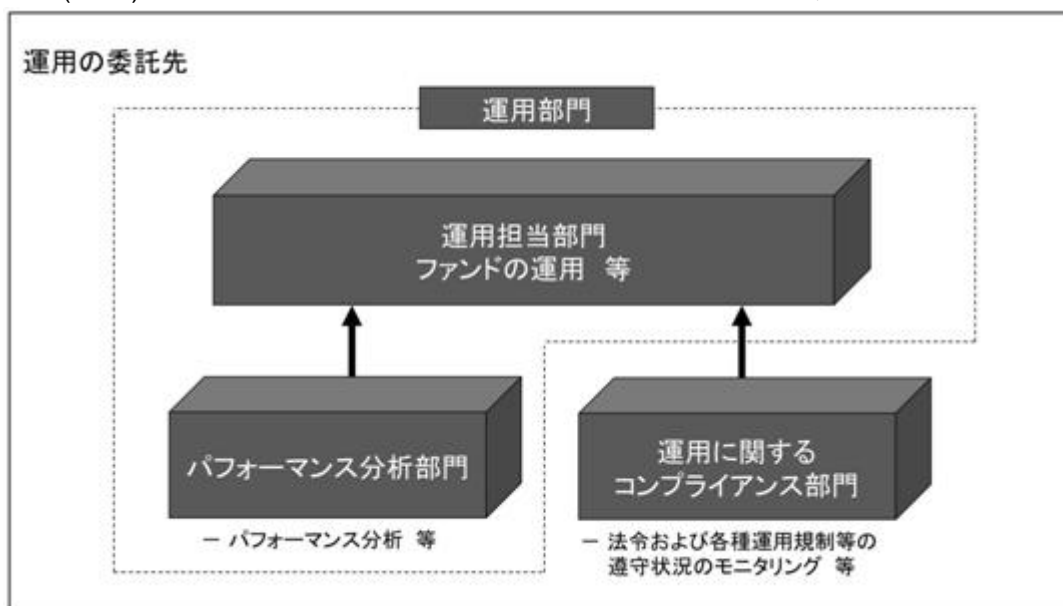 運用の委託先
運用部門
運用担当部門
ファンドの運用 等
パフォーマンス分析部門
－ パフォーマンス分析 等
運用に関する
コンプライアンス部門
－ 法令および各種運用規制等の
遵守状況のモニタリング 等